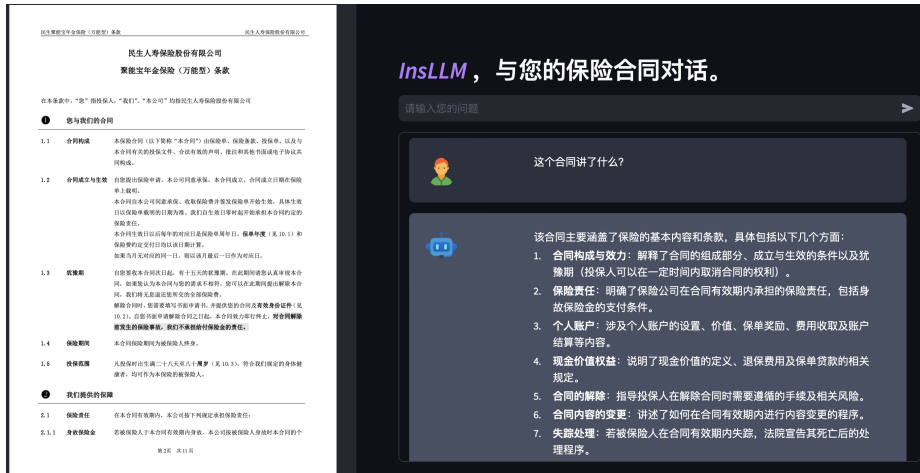 民生聚能宝年金保险（万能型）条款 民生人寿保险股份有限公司
民生人寿保险股份有限公司
聚能宝年金保险（万能型）条款
在本条款中，“您”指投保人，“我们”、“本公司”均指民生人寿保险股份有限公司
❶ 您与我们的合同
1.1 合同构成 本保险合同（以下简称“本合同”）由保险单、保险条款、投保单、以及与
本合同有关的投保文件、合法有效的声明、批注和其他书面或电子协议共
同构成。
1.2 合同成立与生效 自您提出保险申请、本公司同意承保，本合同成立，合同成立日期在保险
单上载明。
本合同自本公司同意承保、收取保险费并签发保险单开始生效，具体生效
日以保险单载明的日期为准。我们自生效日零时起开始承担本合同约定的
保险责任。
本合同生效日以后每年的对应日是保险单周年日，保单年度（见 10.1）和
保险费约定交付日均以该日期计算。
如果当月无对应的同一日，则以该月最后一日作为对应日。
1.3 犹豫期 自您签收本合同次日起，有十五天的犹豫期。在此期间请您认真审视本合
同，如果您认为本合同与您的需求不相符，您可以在此期间提出解除本合
同，我们将无息退还您所交的全部保险费。
解除合同时，您需要填写书面申请书，并提供您的合同及有效身份证件（见
10.2）。自您书面申请解除合同之日起，本合同效力即行终止，对合同解除
前发生的保险事故，我们不承担给付保险金的责任。
1.4 保险期间 本合同保险期间为被保险人终身。
1.5 投保范围 凡投保时出生满二十八天至八十周岁（见 10.3），符合我们规定的身体健
康者，均可作为本保险的被保险人。
❷ 我们提供的保障
2.1 保险责任 在本合同有效期内，本公司按下列规定承担保险责任：
2.1.1 身故保险金 若被保险人于本合同有效期内身故，本公司按被保险人身故时本合同的个
第 2页 共 11 页
InsLLM ，与您的保险合同对话。
请输入您的问题
这个合同讲了什么？
该合同主要涵盖了保险的基本内容和条款，具体包括以下几个方面：
1. 合同构成与效力：解释了合同的组成部分、成立与生效的条件以及犹
豫期（投保人可以在一定时间内取消合同的权利）。
2. 保险责任：明确了保险公司在合同有效期内承担的保险责任，包括身
故保险金的支付条件。
3. 个人账户：涉及个人账户的设置、价值、保单奖励、费用收取及账户
结算等内容。
4. 现金价值权益：说明了现金价值的定义、退保费用及保单贷款的相关
规定。
5. 合同的解除：指导投保人在解除合同时需要遵循的手续及相关风险。
6. 合同内容的变更：讲述了如何在合同有效期内进行内容变更的程序。
7. 失踪处理：若被保险人在合同有效期内失踪，法院宣告其死亡后的处
理程序。